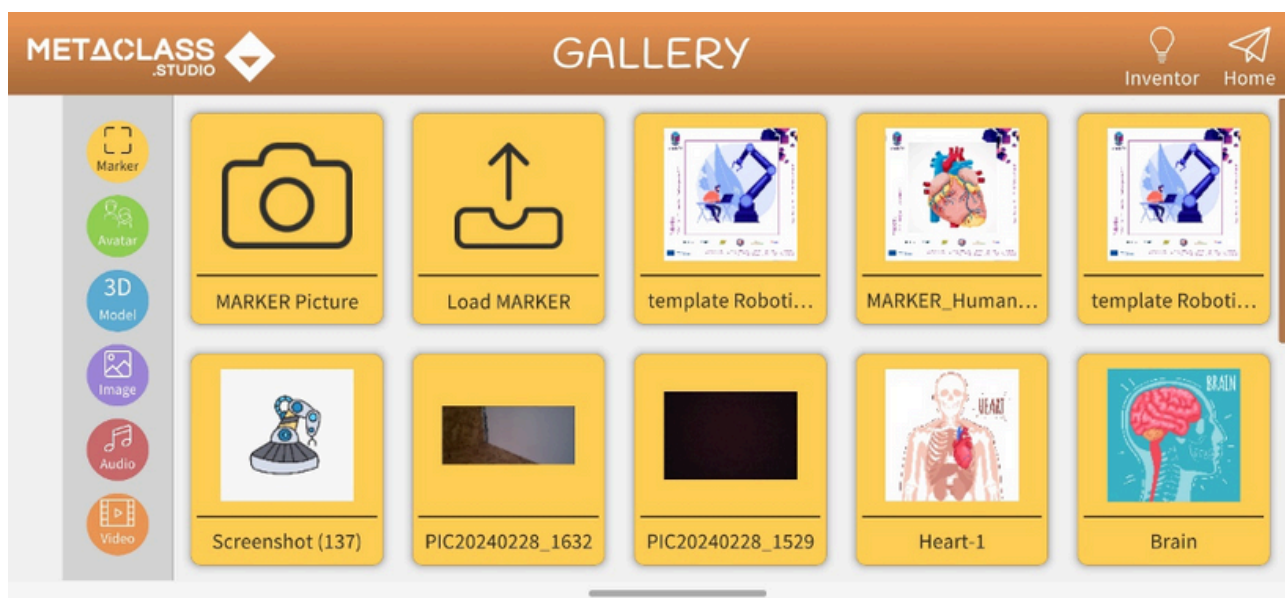 METACLASS
.STUDIO
GALLERY
Inventor
Home
Marker
Avatar
3D
Model
Image
Audio
Video
MARKER Picture
Load MARKER
template Roboti...
MARKER_Human...
template Roboti...
Screenshot (137)
PIC20240228_1632
PIC20240228_1529
HEART
Heart-1
BRAIN
Brain